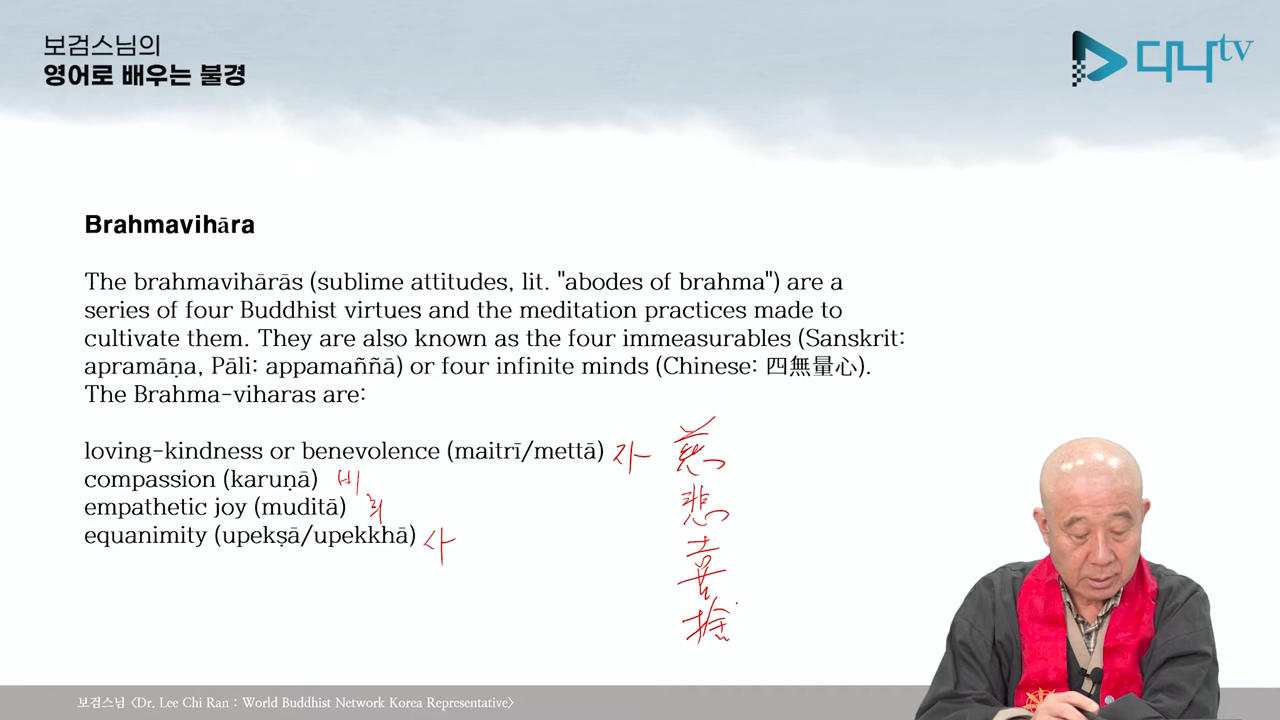 보검스님의
영어로 배우는 불경
다나tv
Brahmavihāra
The brahmavihārās (sublime attitudes, lit. "abodes of brahma") are a
series of four Buddhist virtues and the meditation practices made to
cultivate them. They are also known as the four immeasurables (Sanskrit:
apramāṇa, Pāli: appamaññā) or four infinite minds (Chinese: 四無量心).
The Brahma-viharas are:
loving-kindness or benevolence (maitrī/mettā) 자
compassion (karuṇā) 비
empathetic joy (muditā) 희
equanimity (upekṣā/upekkhā) 사
慈
悲
喜
捨
보검스님 <Dr. Lee Chi Ran : World Buddhist Network Korea Representative>